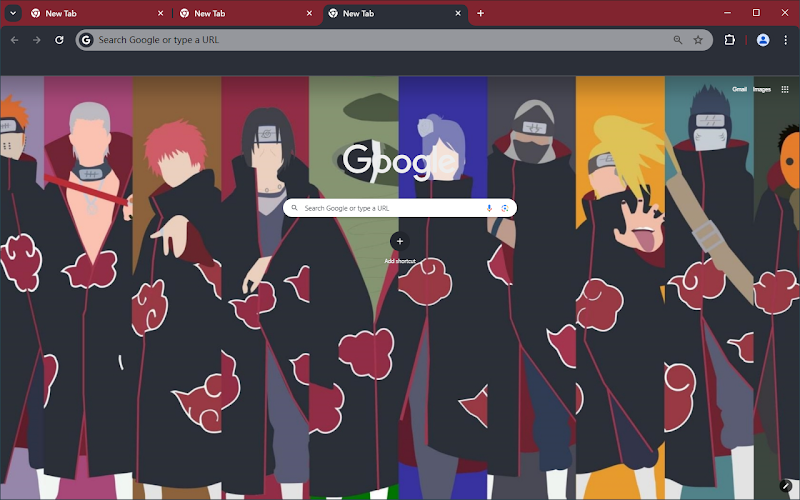 New Tab
New Tab
New Tab
Search Google or type a URL
Gmail Images
Google
Search Google or type a URL
Add shortcut